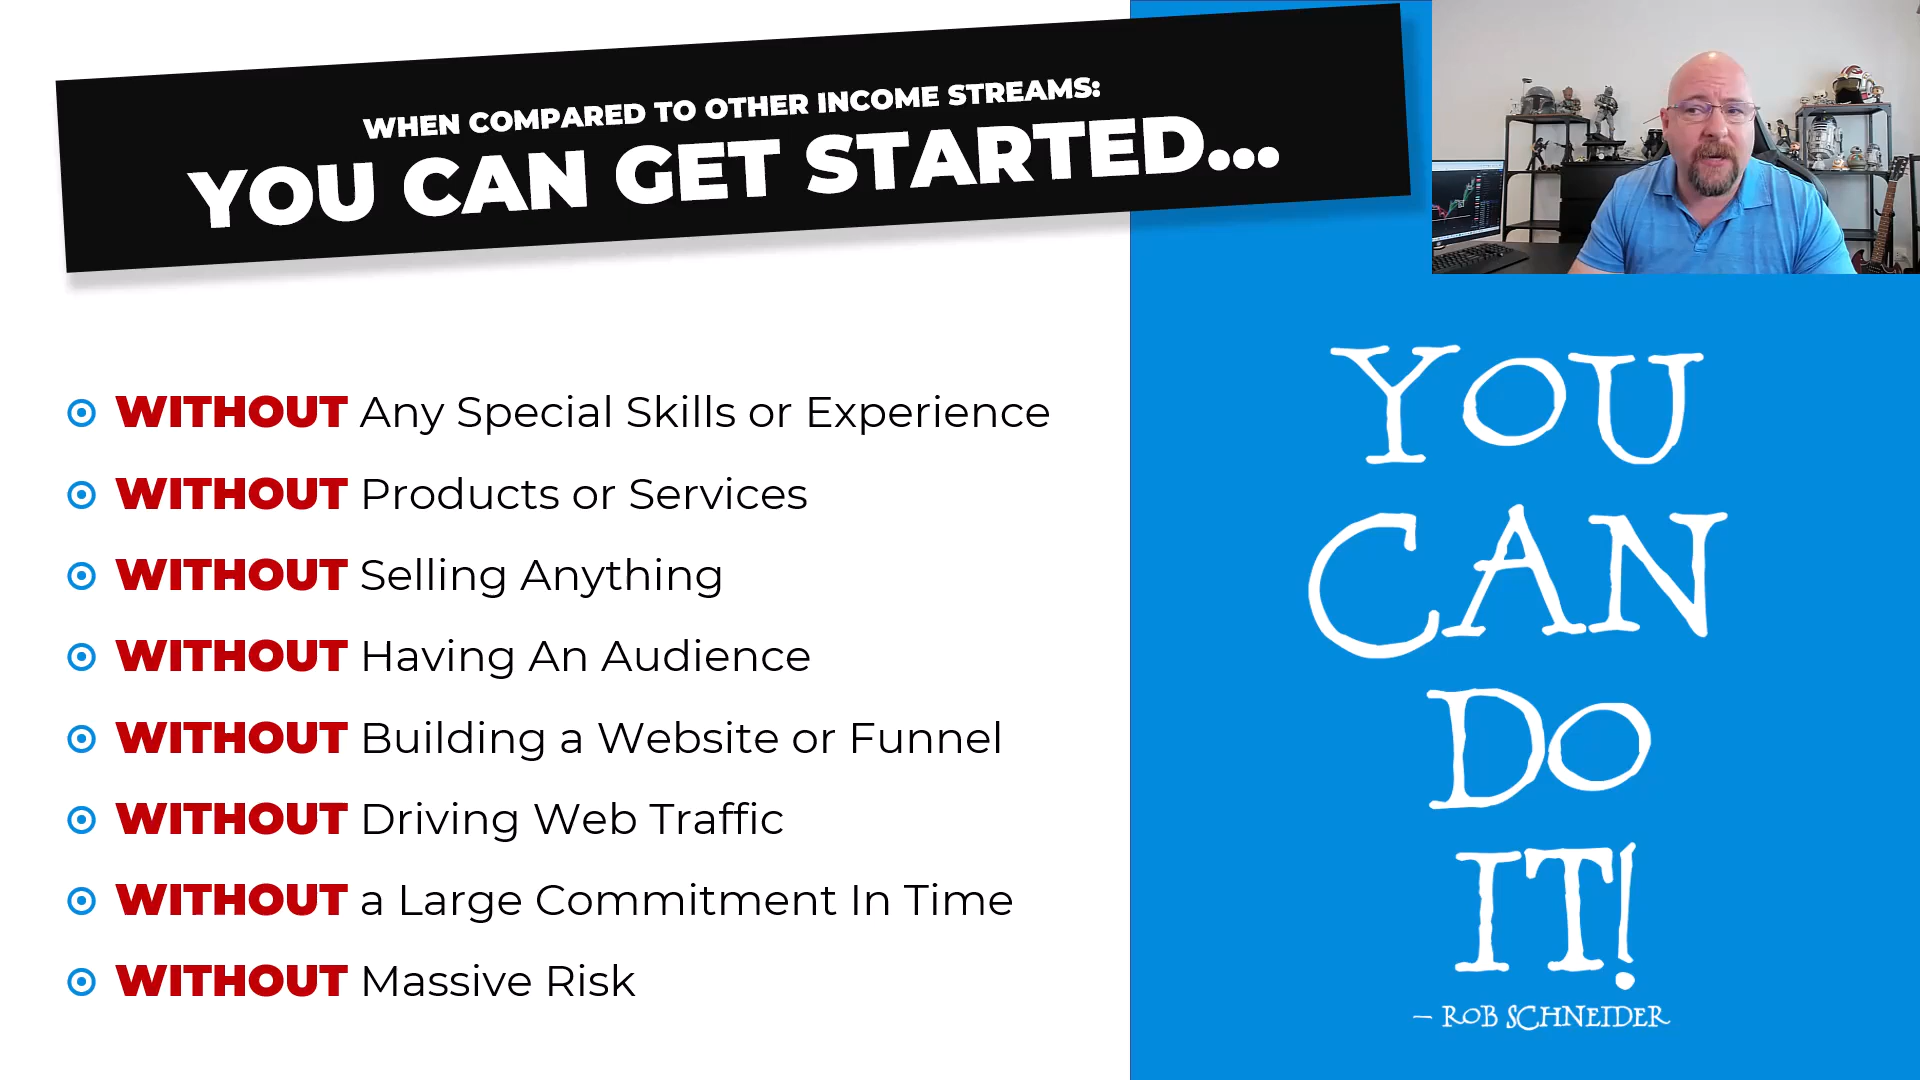 WHEN COMPARED TO OTHER INCOME STREAMS:
YOU CAN GET STARTED...
WITHOUT Any Special Skills or Experience
WITHOUT Products or Services
WITHOUT Selling Anything
WITHOUT Having An Audience
WITHOUT Building a Website or Funnel
WITHOUT Driving Web Traffic
WITHOUT a Large Commitment In Time
WITHOUT Massive Risk
YOU
CAN
DO
IT!
– ROB SCHNEIDER